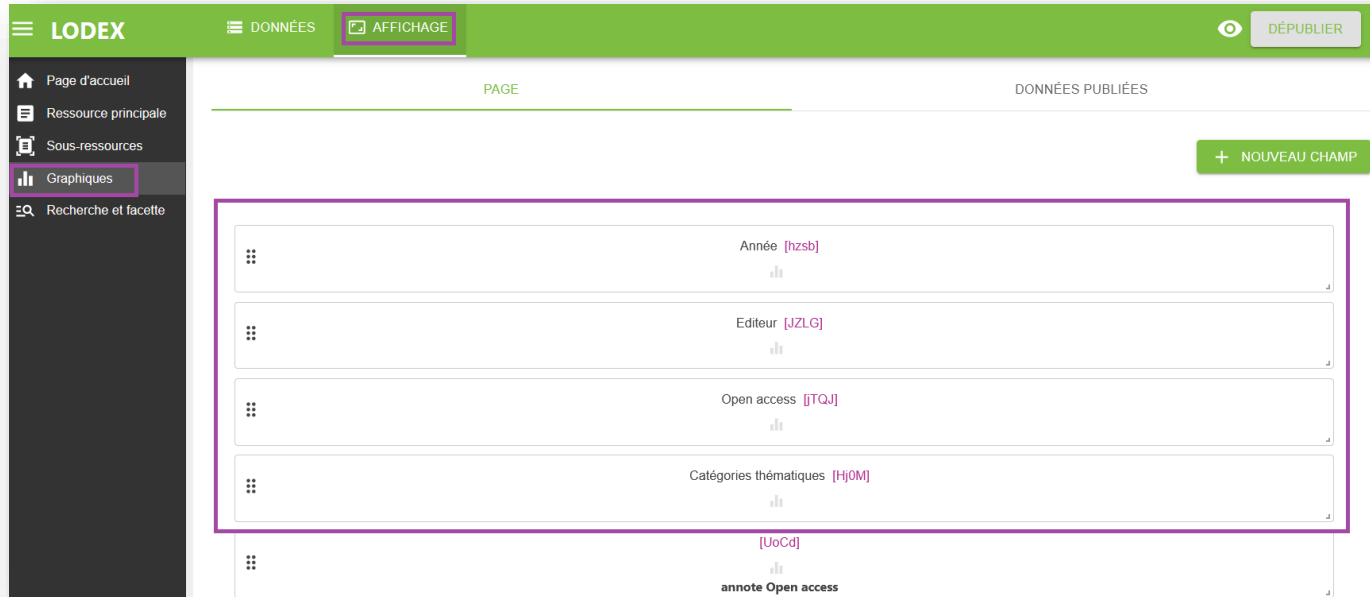 LODEX
DONNÉES
AFFICHAGE
DÉPUBLIER
Page d'accueil
Ressource principale
Sous-ressources
Graphiques
Recherche et facette
PAGE
DONNÉES PUBLIÉES
+ NOUVEAU CHAMP
Année [hzsb]
Editeur [JZLG]
Open access [jTQJ]
Catégories thématiques [Hj0M]
[UoCd]
annote Open access